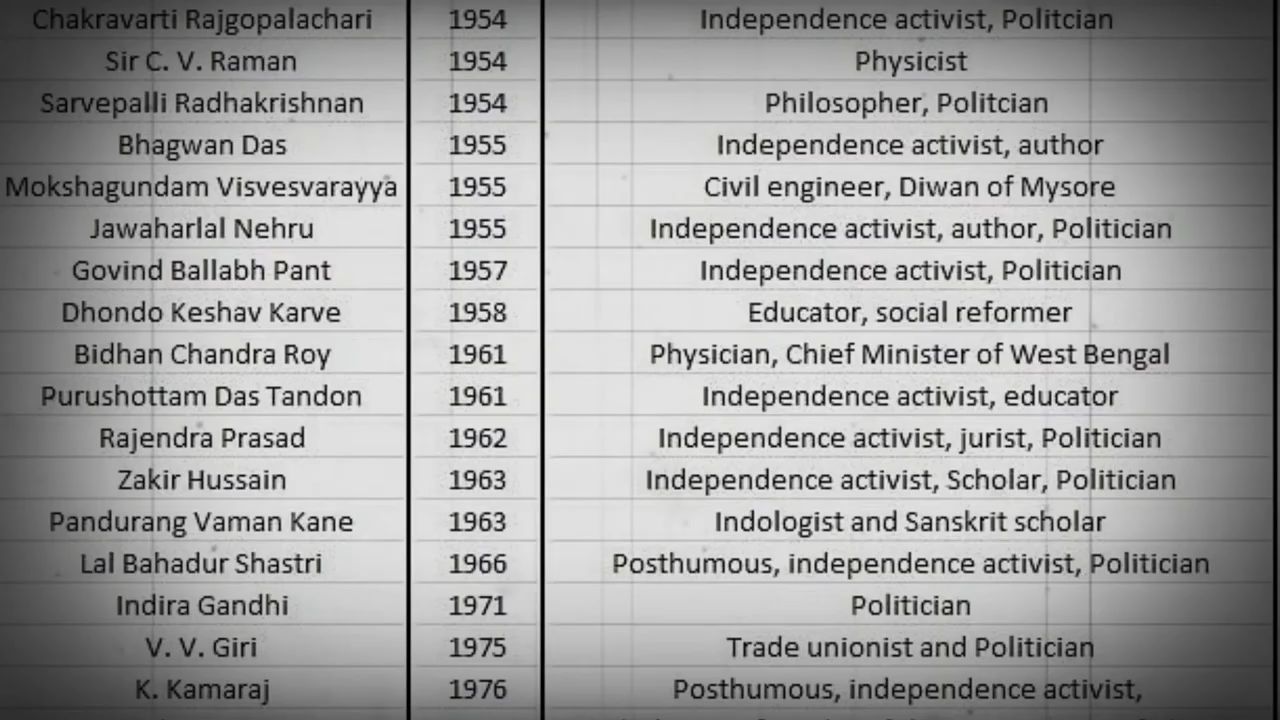 Chakravarti Rajgopalachari 1954 Independence activist, Politcian
Sir C. V. Raman 1954 Physicist
Sarvepalli Radhakrishnan 1954 Philosopher, Politcian
Bhagwan Das 1955 Independence activist, author
Mokshagundam Visvesvarayya 1955 Civil engineer, Diwan of Mysore
Jawaharlal Nehru 1955 Independence activist, author, Politician
Govind Ballabh Pant 1957 Independence activist, Politician
Dhondo Keshav Karve 1958 Educator, social reformer
Bidhan Chandra Roy 1961 Physician, Chief Minister of West Bengal
Purushottam Das Tandon 1961 Independence activist, educator
Rajendra Prasad 1962 Independence activist, jurist, Politician
Zakir Hussain 1963 Independence activist, Scholar, Politician
Pandurang Vaman Kane 1963 Indologist and Sanskrit scholar
Lal Bahadur Shastri 1966 Posthumous, independence activist, Politician
Indira Gandhi 1971 Politician
V. V. Giri 1975 Trade unionist and Politician
K. Kamaraj 1976 Posthumous, independence activist,